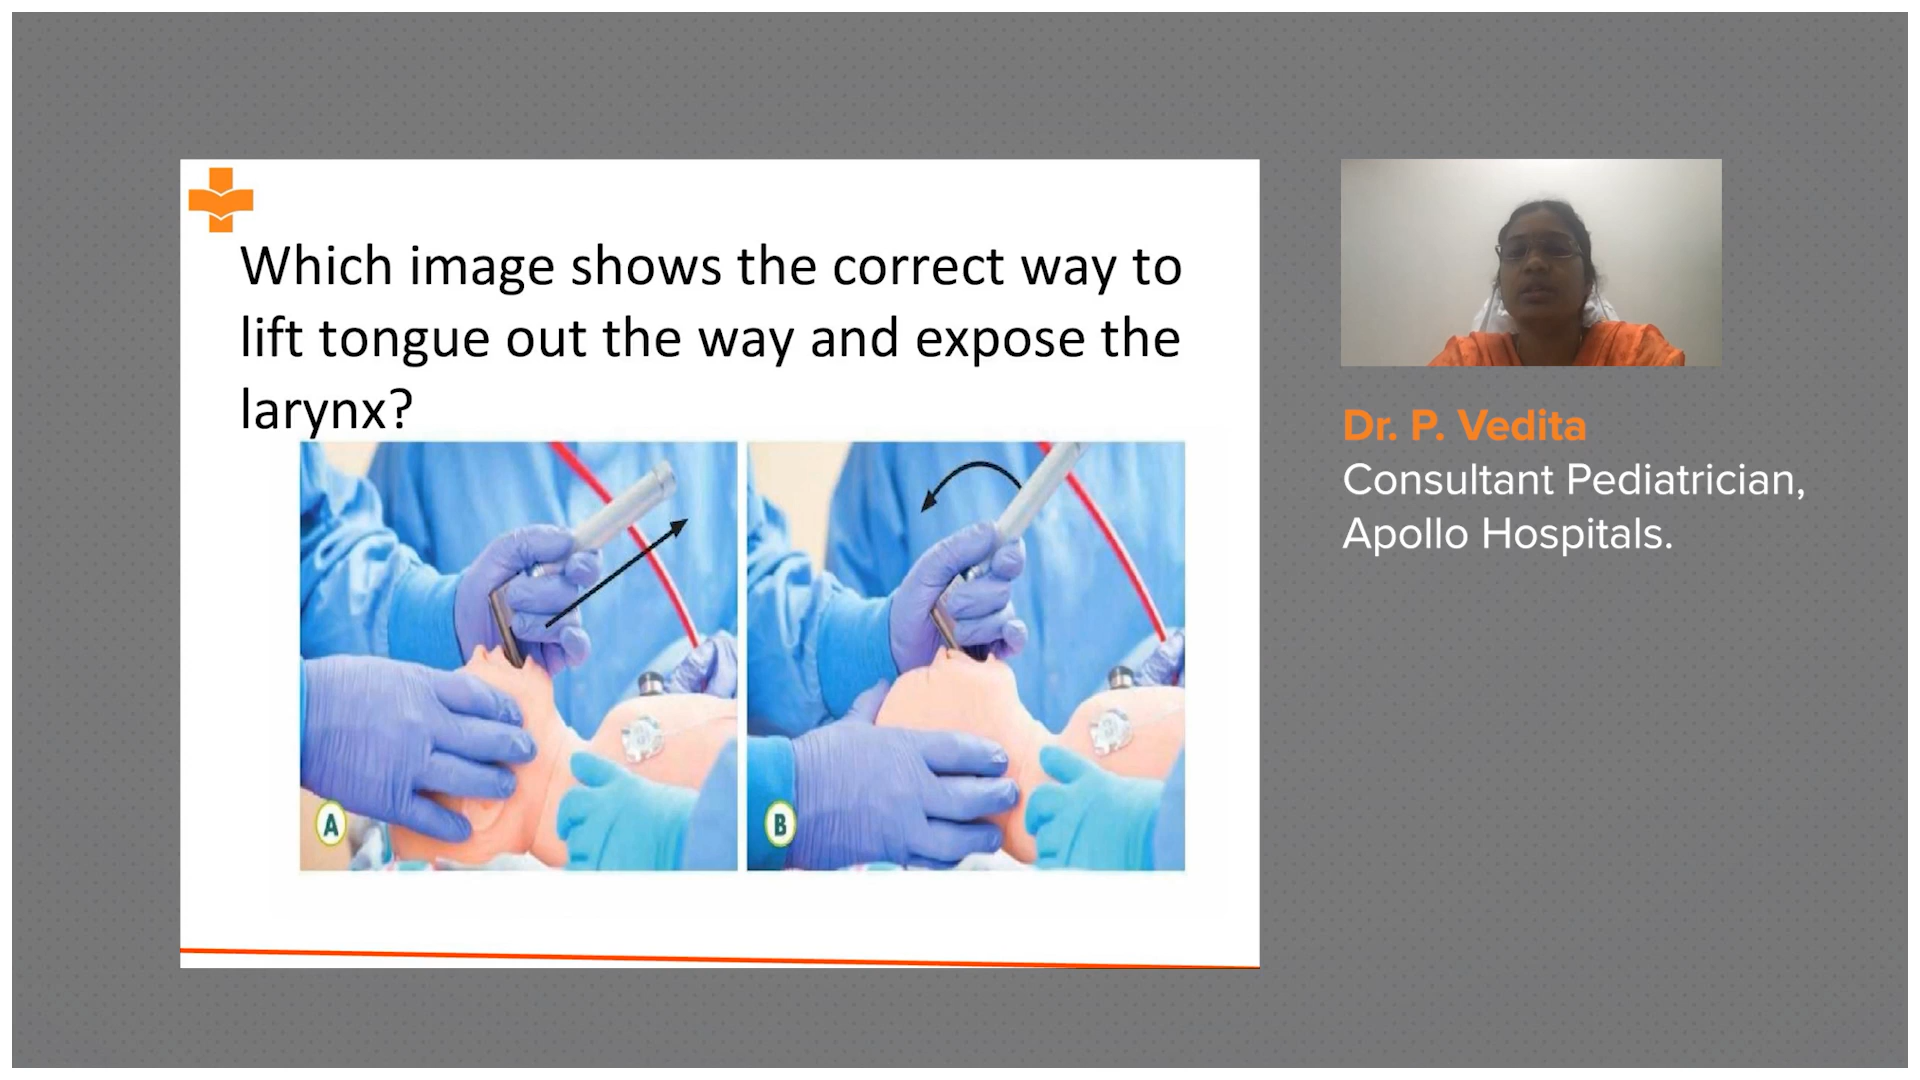 Which image shows the correct way to
lift tongue out the way and expose the
larynx?
A
B
Dr. P. Vedita
Consultant Pediatrician,
Apollo Hospitals.